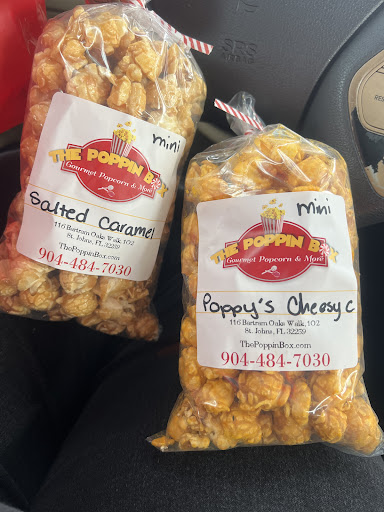 mini
THE POPPIN BOX
Gourmet Popcorn & More
Salted Caramel
116 Bartram Oaks Walk, 102
St. Johns, FL 32259
ThePoppinBox.com
904-484-7030
mini
THE POPPIN BOX
Gourmet Popcorn & More
Poppy's Cheesy C
116 Bartram Oaks Walk, 102
St. Johns, FL 32259
ThePoppinBox.com
904-484-7030
SRS
AIRBAG